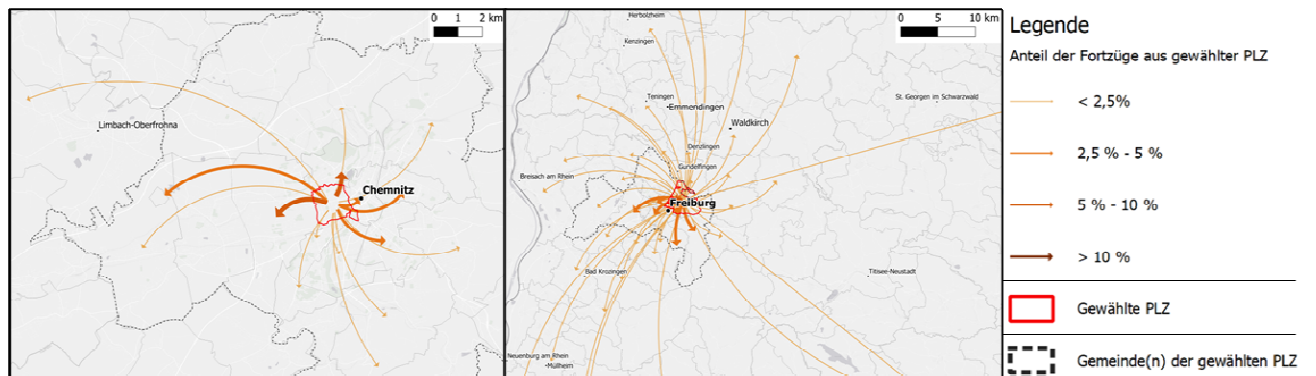 0 1 2 km
Limbach-Oberfrohna
Chemnitz
0 5 10 km
Herbolzheim
Kenzingen
Teningen
Emmendingen
St. Georgen im Schwarzwald
Waldkirch
Denzlingen
Gundelfingen
Breisach am Rhein
Freiburg
Bad Krozingen
Titisee-Neustadt
Neuenburg am Rhein
Müllheim
Legende
Anteil der Fortzüge aus gewählter PLZ
< 2,5%
2,5 % - 5 %
5 % - 10 %
> 10 %
Gewählte PLZ
Gemeinde(n) der gewählten PLZ